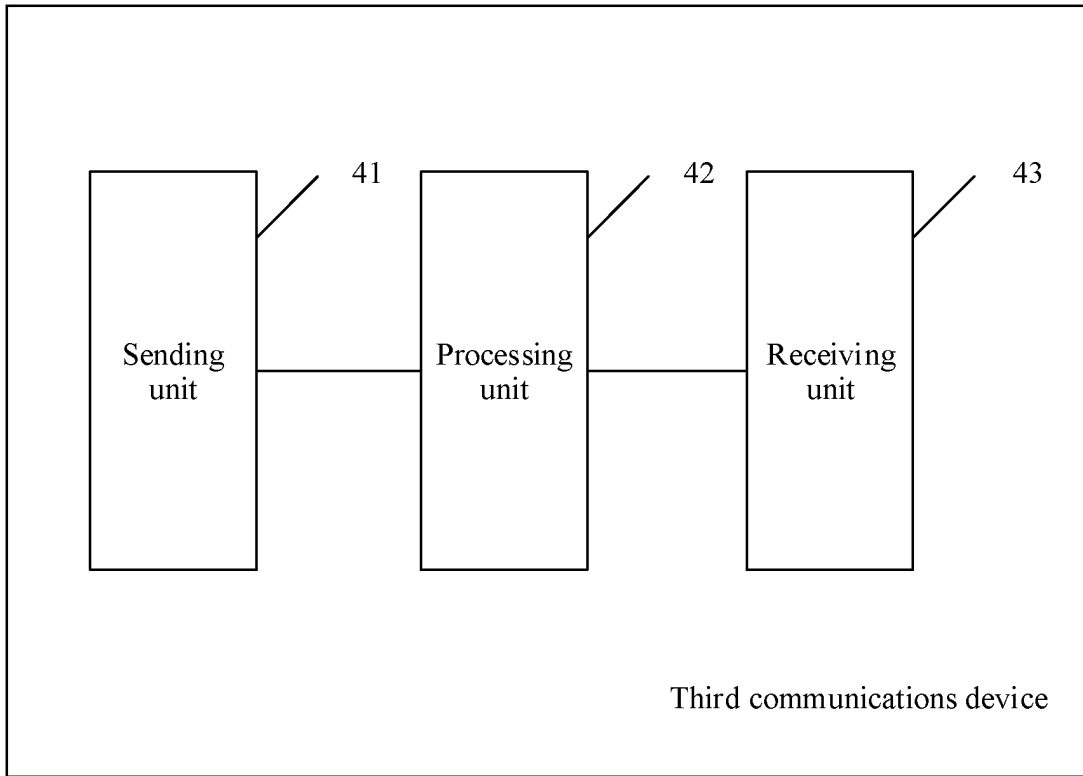 41
42
43
Sending
unit
Processing
unit
Receiving
unit
Third communications device